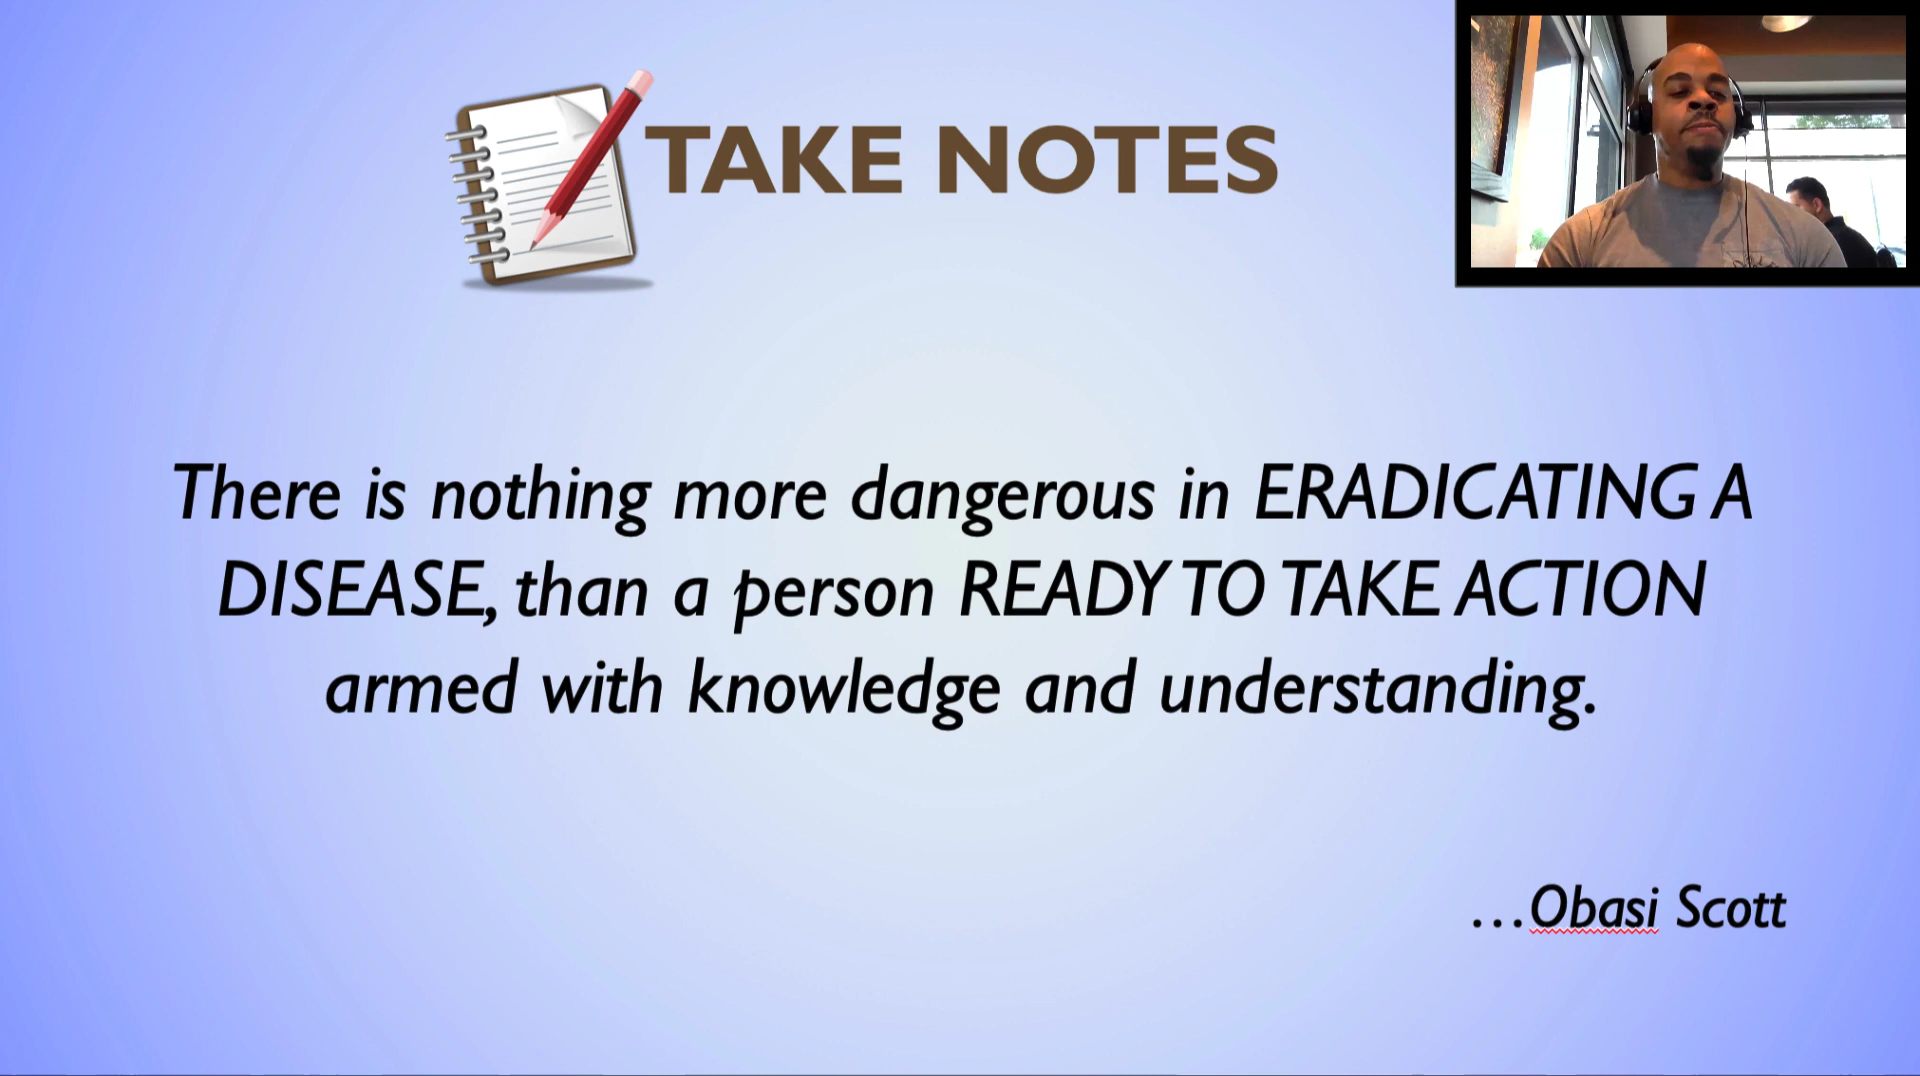 TAKE NOTES
There is nothing more dangerous in ERADICATING A
DISEASE, than a person READY TO TAKE ACTION
armed with knowledge and understanding.
…Obasi Scott